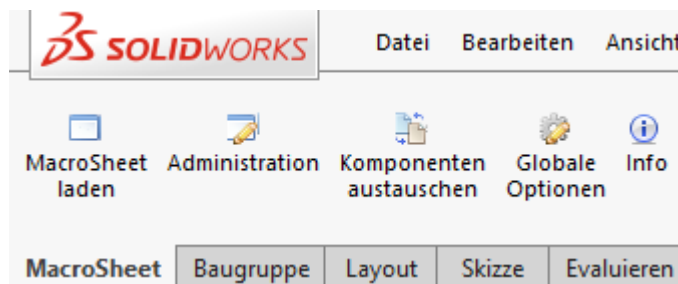 SOLIDWORKS Datei Bearbeiten Ansicht
MacroSheet Administration Komponenten Globale Info
laden austauschen Optionen
MacroSheet Baugruppe Layout Skizze Evaluieren